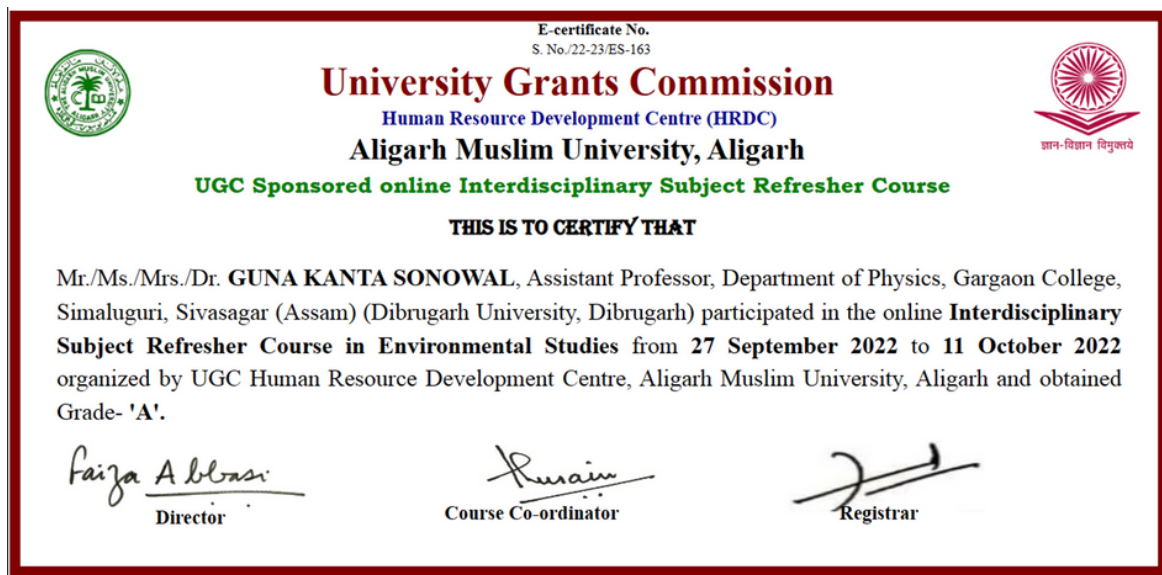 E-certificate No.
S. No./22-23/ES-163
University Grants Commission
Human Resource Development Centre (HRDC)
Aligarh Muslim University, Aligarh
UGC Sponsored online Interdisciplinary Subject Refresher Course
THIS IS TO CERTIFY THAT
ज्ञान-विज्ञान विमुक्तये
Mr./Ms./Mrs./Dr. GUNA KANTA SONOWAL, Assistant Professor, Department of Physics, Gargaon College,
Simaluguri, Sivasagar (Assam) (Dibrugarh University, Dibrugarh) participated in the online Interdisciplinary
Subject Refresher Course in Environmental Studies from 27 September 2022 to 11 October 2022
organized by UGC Human Resource Development Centre, Aligarh Muslim University, Aligarh and obtained
Grade- 'A'.
Faiza Abbasi
Husain
Director
Course Co-ordinator
Registrar